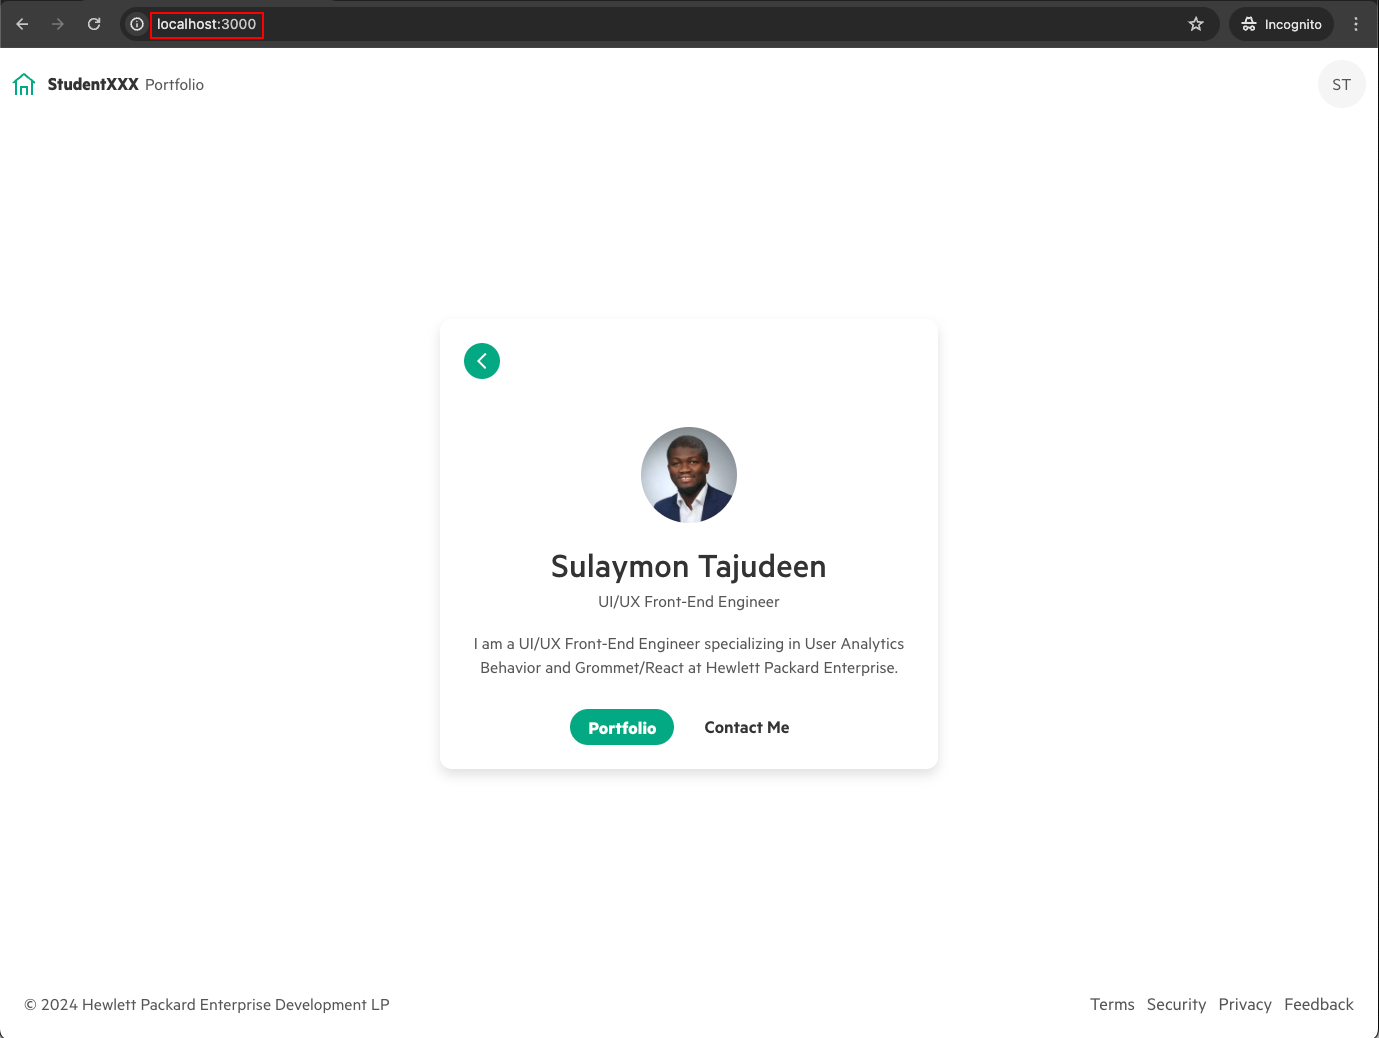 localhost:3000
Incognito
StudentXXX Portfolio
ST
Sulaymon Tajudeen
UI/UX Front-End Engineer
I am a UI/UX Front-End Engineer specializing in User Analytics
Behavior and Grommet/React at Hewlett Packard Enterprise.
Portfolio
Contact Me
© 2024 Hewlett Packard Enterprise Development LP
Terms Security Privacy Feedback